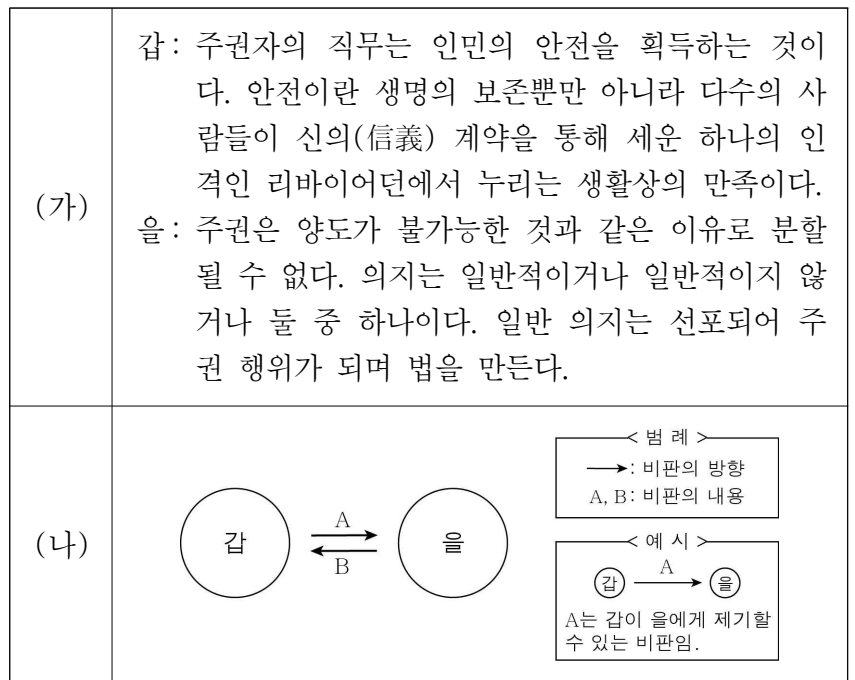 (가)
갑: 주권자의 직무는 인민의 안전을 획득하는 것이
다. 안전이란 생명의 보존뿐만 아니라 다수의 사
람들이 신의(信義) 계약을 통해 세운 하나의 인
격인 리바이어던에서 누리는 생활상의 만족이다.
을: 주권은 양도가 불가능한 것과 같은 이유로 분할
될 수 없다. 의지는 일반적이거나 일반적이지 않
거나 둘 중 하나이다. 일반 의지는 선포되어 주
권 행위가 되며 법을 만든다.
(나)
갑
A
B
을
<범 례>
→: 비판의 방향
A, B: 비판의 내용
<예 시>
갑 A 을
A는 갑이 을에게 제기할
수 있는 비판임.